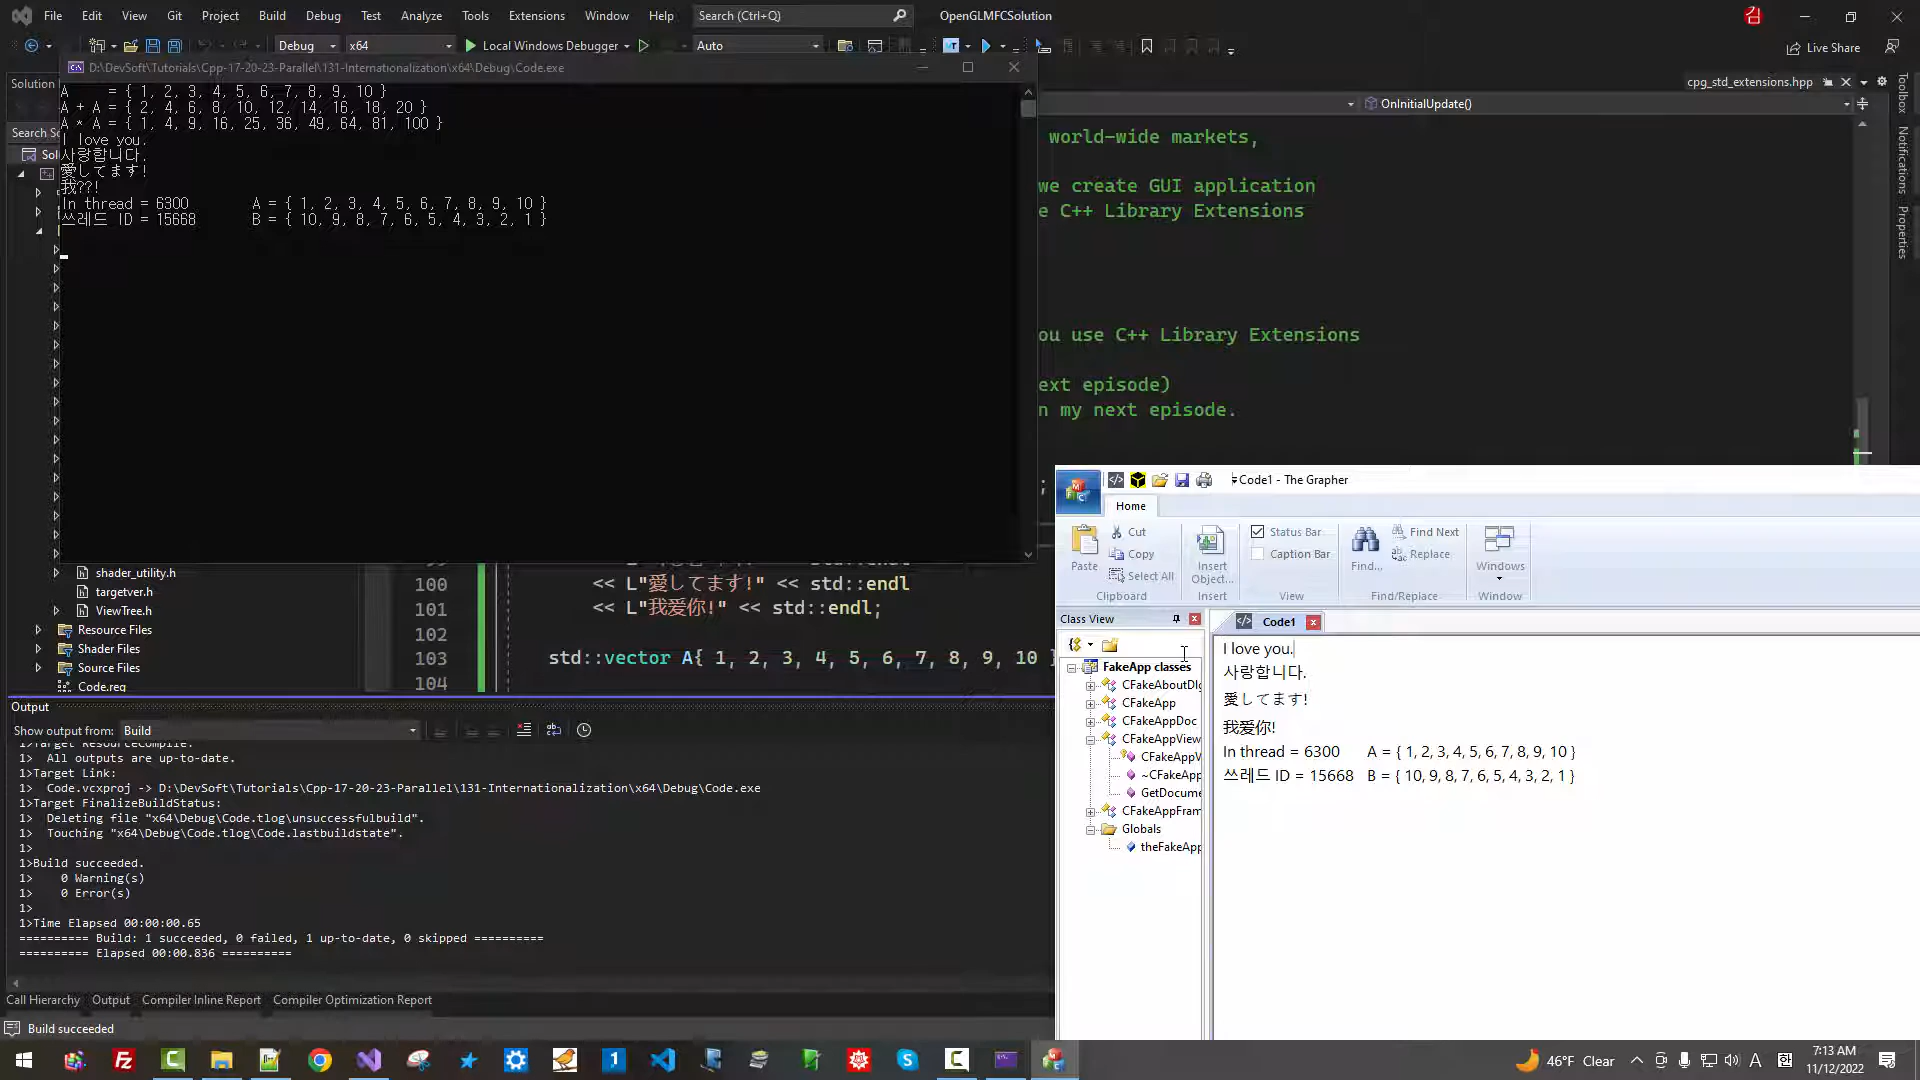 File Edit View Git Project Build Debug Test Analyze Tools Extensions Window Help Search (Ctrl+Q) OpenGLMFCSolution 김
Debug x64 Local Windows Debugger Auto Live Share
Solution
D:\DevSoft\Tutorials\Cpp-17-20-23-Parallel\131-Internationalization\x64\Debug\Code.exe
cpg_std_extensions.hpp
OnInitialUpdate()
Toolbox
Notifications
Properties
Search So
Sol
A = { 1, 2, 3, 4, 5, 6, 7, 8, 9, 10 }
A + A = { 2, 4, 6, 8, 10, 12, 14, 16, 18, 20 }
A * A = { 1, 4, 9, 16, 25, 36, 49, 64, 81, 100 }
I love you.
사랑합니다.
愛してます!
我??!
In thread = 6300 A = { 1, 2, 3, 4, 5, 6, 7, 8, 9, 10 }
쓰레드 ID = 15668 B = { 10, 9, 8, 7, 6, 5, 4, 3, 2, 1 }
world-wide markets,
we create GUI application
e C++ Library Extensions
ou use C++ Library Extensions
ext episode)
n my next episode.
;
shader_utility.h
targetver.h
ViewTree.h
Resource Files
Shader Files
Source Files
Code.reg
100 << L"愛してます!" << std::endl
101 << L"我爱你!" << std::endl;
102
103 std::vector A{ 1, 2, 3, 4, 5, 6, 7, 8, 9, 10 }
104
Output
Show output from: Build
1>Target ResourceCompile:
1> All outputs are up-to-date.
1>Target Link:
1> Code.vcxproj -> D:\DevSoft\Tutorials\Cpp-17-20-23-Parallel\131-Internationalization\x64\Debug\Code.exe
1>Target FinalizeBuildStatus:
1> Deleting file "x64\Debug\Code.tlog\unsuccessfulbuild".
1> Touching "x64\Debug\Code.tlog\Code.lastbuildstate".
1>
1>Build succeeded.
1> 0 Warning(s)
1> 0 Error(s)
1>
1>Time Elapsed 00:00:00.65
========== Build: 1 succeeded, 0 failed, 1 up-to-date, 0 skipped ==========
========== Elapsed 00:00.836 ==========
Call Hierarchy Output Compiler Inline Report Compiler Optimization Report
Build succeeded
Code1 - The Grapher
Home
Paste Cut Copy Select All
Clipboard
Insert Object...
Insert
Status Bar
Caption Bar
View
Find... Find Next Replace
Find/Replace
Windows
Window
Class View
FakeApp classes
CFakeAboutDlg
CFakeApp
CFakeAppDoc
CFakeAppView
CFakeAppV
~CFakeApp
GetDocume
CFakeAppFram
Globals
theFakeApp
Code1
I love you.
사랑합니다.
愛してます!
我爱你!
In thread = 6300 A = { 1, 2, 3, 4, 5, 6, 7, 8, 9, 10 }
쓰레드 ID = 15668 B = { 10, 9, 8, 7, 6, 5, 4, 3, 2, 1 }
46°F Clear A 한 7:13 AM
11/12/2022